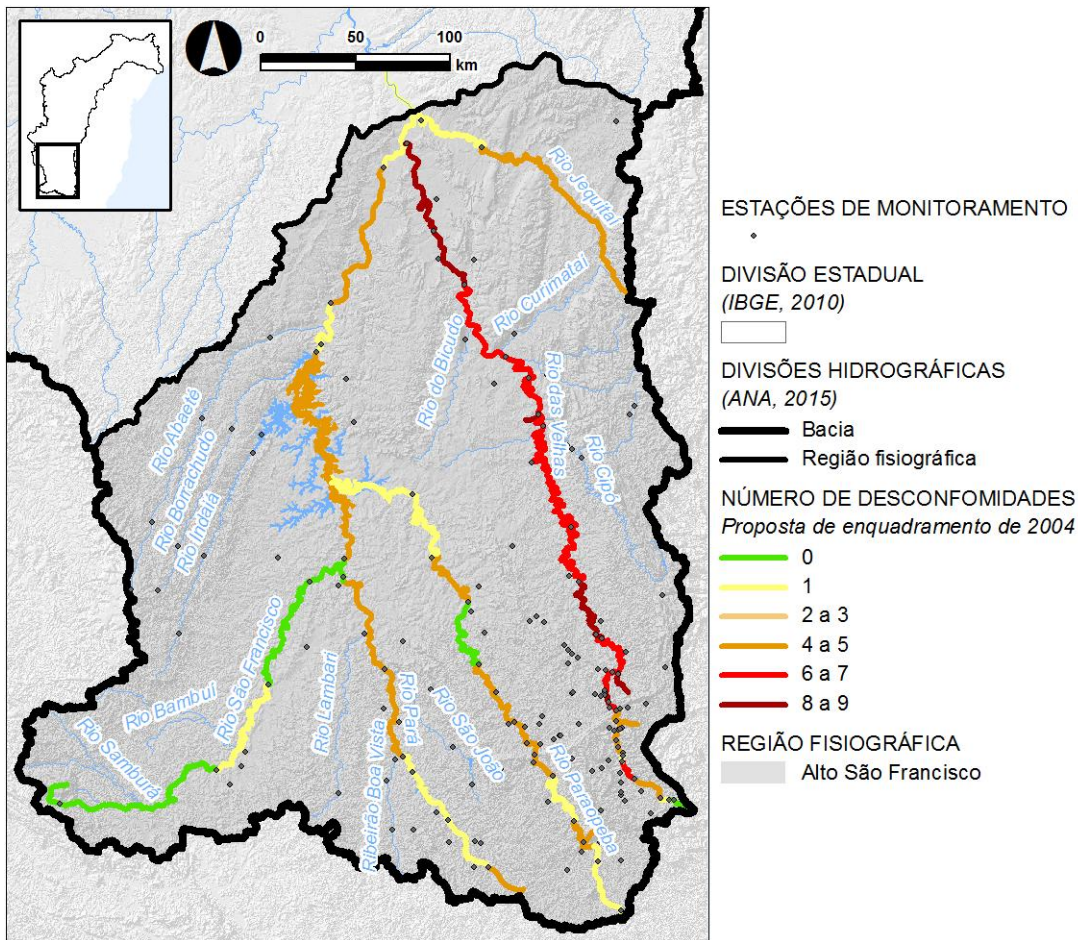 0 50 100
km
Rio Jequitaí
Rio Curimataí
Rio do Bicudo
Rio das Velhas
Rio Cipó
Rio Abaeté
Rio Borrachudo
Rio Indaiá
Rio São Francisco
Rio Bambuí
Rio Samburá
Rio Lambari
Ribeirão Boa Vista
Rio Pará
Rio São João
Rio Paraopeba
ESTAÇÕES DE MONITORAMENTO
DIVISÃO ESTADUAL
(IBGE, 2010)
DIVISÕES HIDROGRÁFICAS
(ANA, 2015)
Bacia
Região fisiográfica
NÚMERO DE DESCONFOMIDADES
Proposta de enquadramento de 2004
0
1
2 a 3
4 a 5
6 a 7
8 a 9
REGIÃO FISIOGRÁFICA
Alto São Francisco